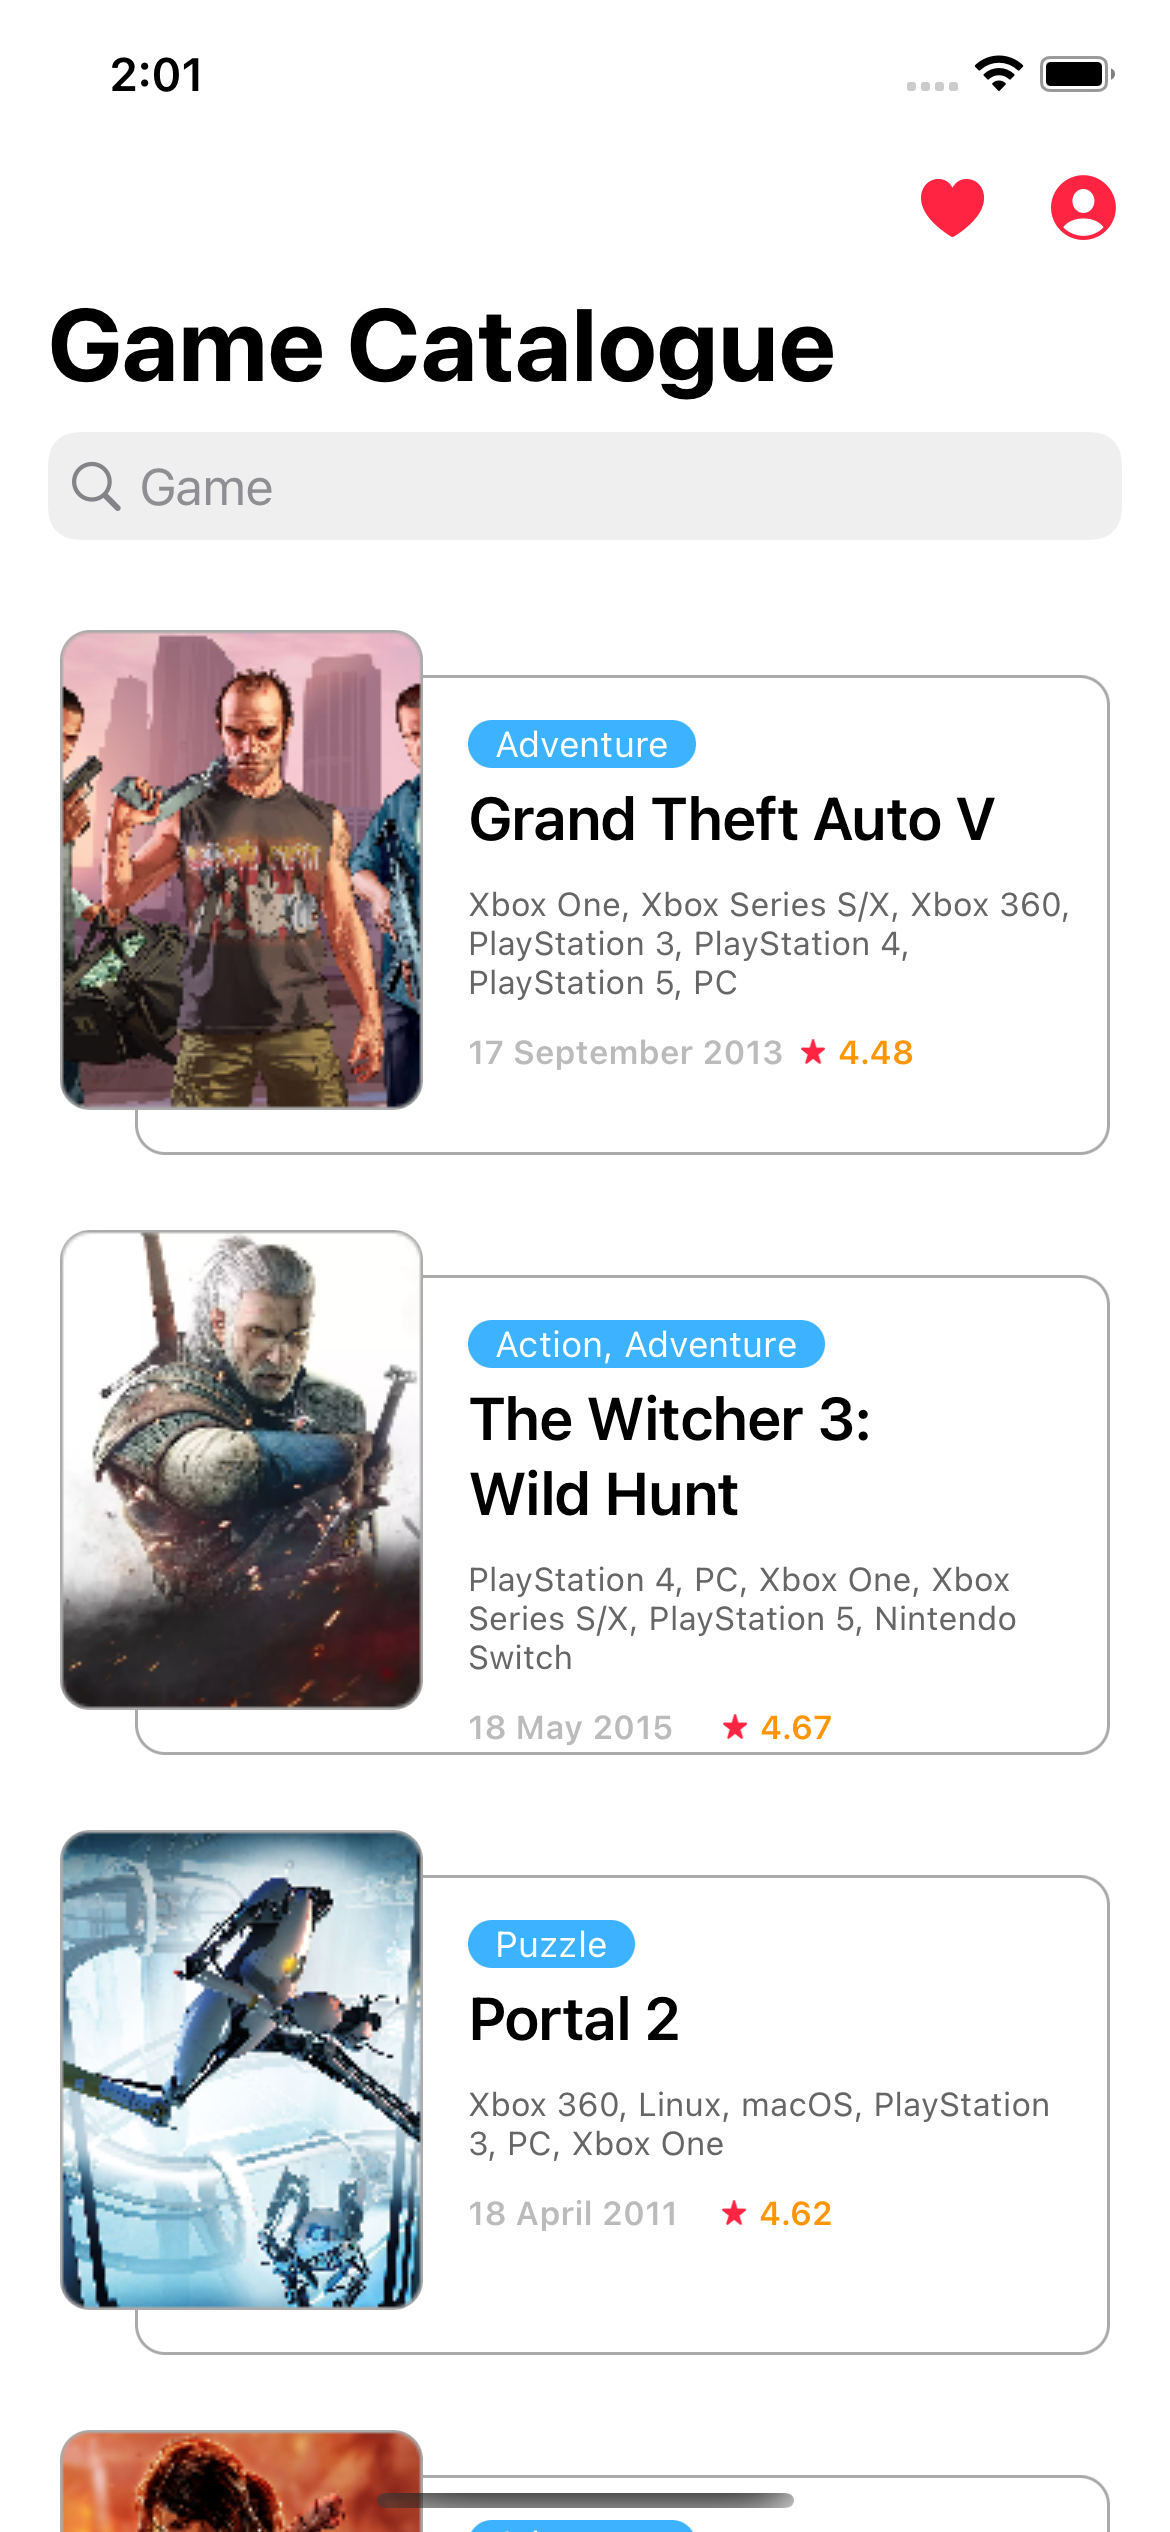 2:01
Game Catalogue
Game
Adventure
Grand Theft Auto V
Xbox One, Xbox Series S/X, Xbox 360,
PlayStation 3, PlayStation 4,
PlayStation 5, PC
17 September 2013 ★ 4.48
Action, Adventure
The Witcher 3:
Wild Hunt
PlayStation 4, PC, Xbox One, Xbox
Series S/X, PlayStation 5, Nintendo
Switch
18 May 2015 ★ 4.67
Puzzle
Portal 2
Xbox 360, Linux, macOS, PlayStation
3, PC, Xbox One
18 April 2011 ★ 4.62